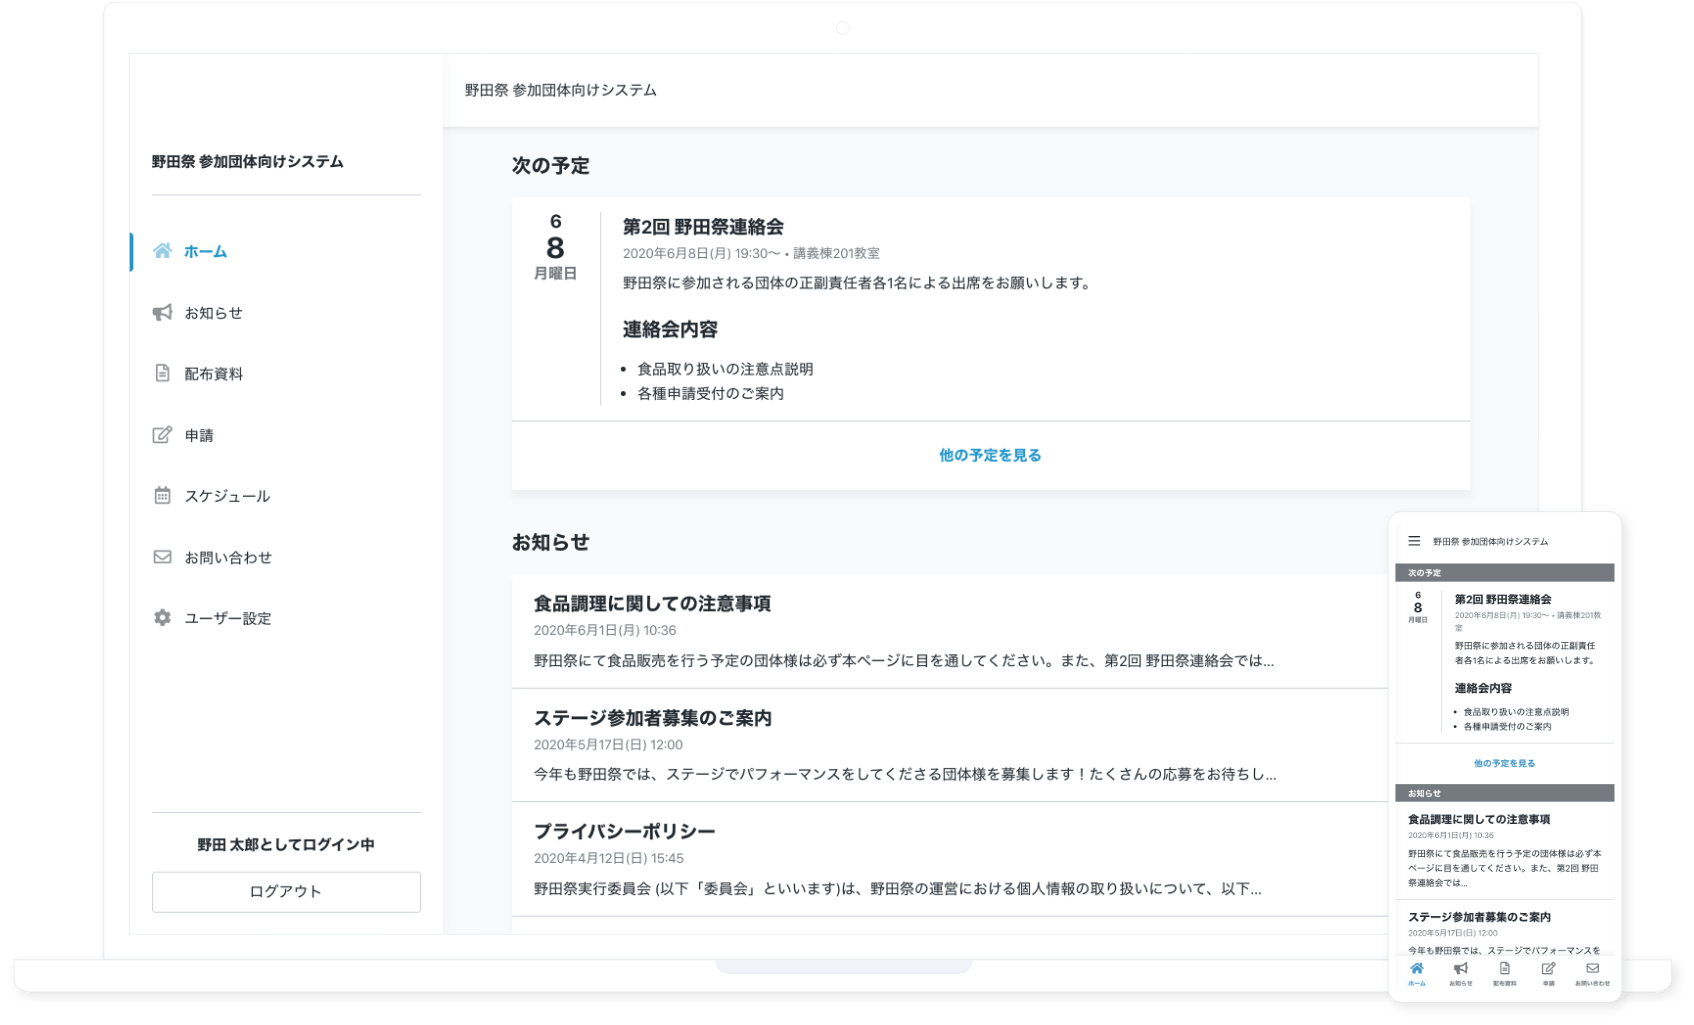 野田祭 参加団体向けシステム
野田祭 参加団体向けシステム
ホーム
お知らせ
配布資料
申請
スケジュール
お問い合わせ
ユーザー設定
野田 太郎としてログイン中
ログアウト
次の予定
6
8
月曜日
第2回 野田祭連絡会
2020年6月8日(月) 19:30〜 • 講義棟201教室
野田祭に参加される団体の正副責任者各1名による出席をお願いします。
連絡会内容
• 食品取り扱いの注意点説明
• 各種申請受付のご案内
他の予定を見る
お知らせ
食品調理に関しての注意事項
2020年6月1日(月) 10:36
野田祭にて食品販売を行う予定の団体様は必ず本ページに目を通してください。また、第2回 野田祭連絡会では...
ステージ参加者募集のご案内
2020年5月17日(日) 12:00
今年も野田祭では、ステージでパフォーマンスをしてくださる団体様を募集します！たくさんの応募をお待ちし...
プライバシーポリシー
2020年4月12日(日) 15:45
野田祭実行委員会 (以下「委員会」といいます)は、野田祭の運営における個人情報の取り扱いについて、以下...
野田祭 参加団体向けシステム
次の予定
6
8
月曜日
第2回 野田祭連絡会
2020年6月8日(月) 19:30〜 • 講義棟201教
室
野田祭に参加される団体の正副責任
者各1名による出席をお願いします。
連絡会内容
• 食品取り扱いの注意点説明
• 各種申請受付のご案内
他の予定を見る
お知らせ
食品調理に関しての注意事項
2020年6月1日(月) 10:36
野田祭にて食品販売を行う予定の団体様は必ず本
ページに目を通してください。また、第2回 野田
祭連絡会では...
ステージ参加者募集のご案内
2020年5月17日(日) 12:00
今年も野田祭では、ステージでパフォーマンスを
ホーム
お知らせ
配布資料
申請
お問い合わせ